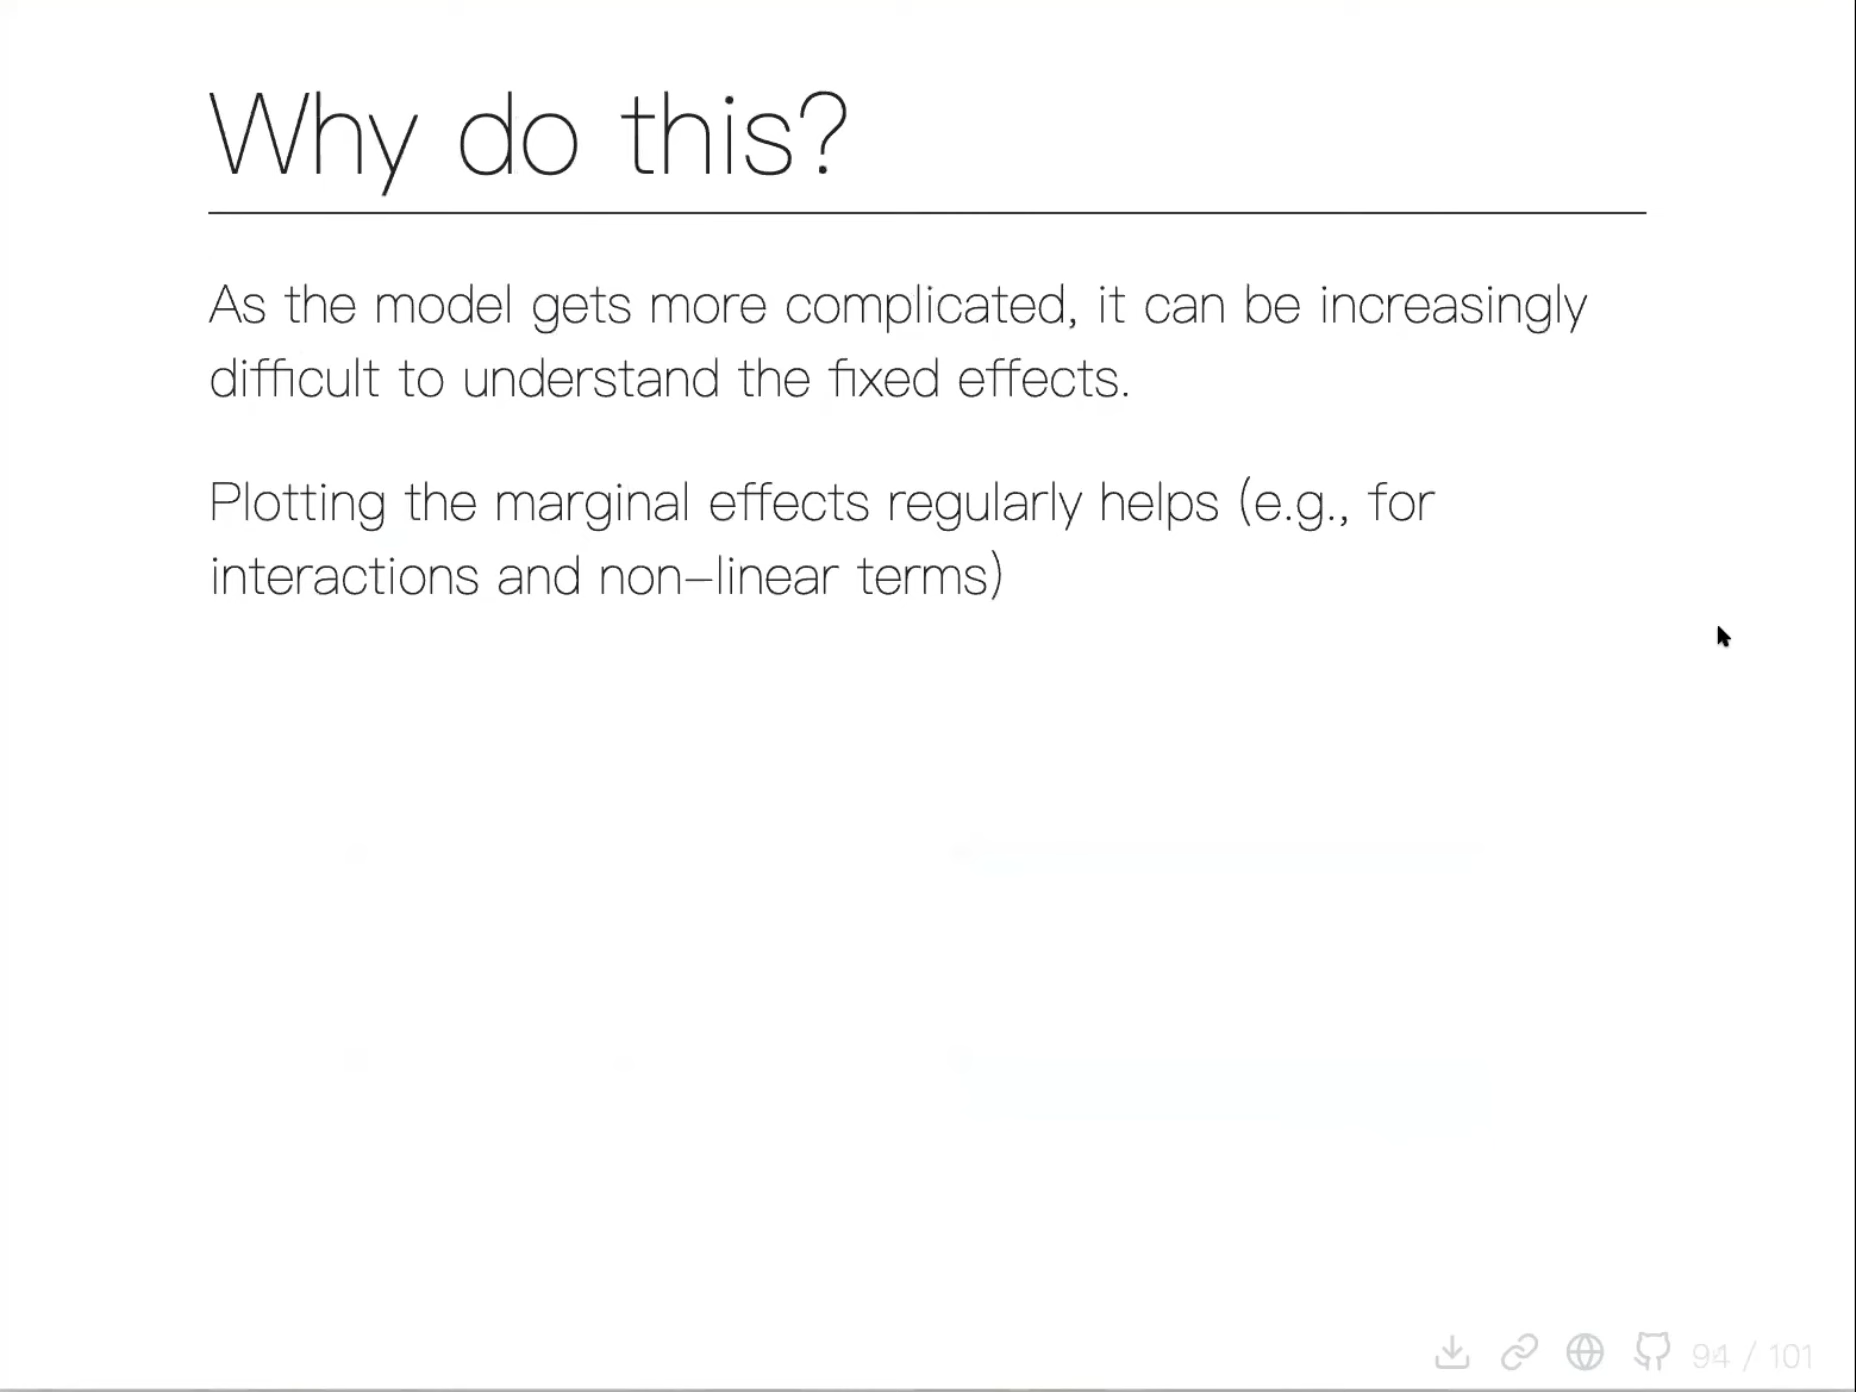 Why do this?
As the model gets more complicated, it can be increasingly
difficult to understand the fixed effects.
Plotting the marginal effects regularly helps (e.g., for
interactions and non-linear terms)
94 / 101